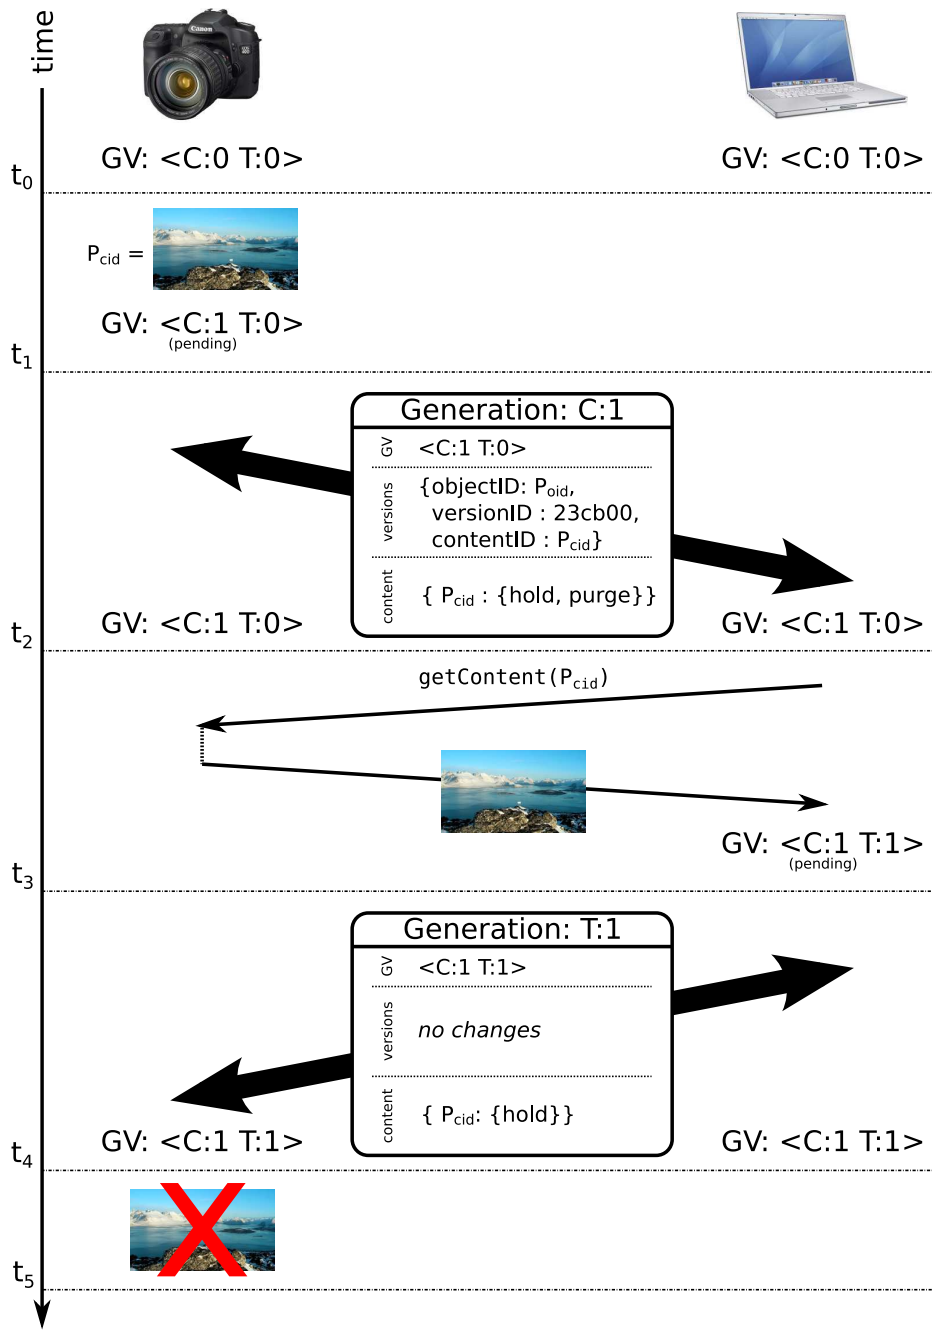 time
Canon
GV: <C:0 T:0>
GV: <C:0 T:0>
t0
Pcid =
GV: <C:1 T:0>
(pending)
t1
Generation: C:1
GV
<C:1 T:0>
versions
{objectID: Poid,
versionID : 23cb00,
contentID : Pcid}
content
{ Pcid : {hold, purge}}
GV: <C:1 T:0>
GV: <C:1 T:0>
t2
getContent(Pcid)
GV: <C:1 T:1>
(pending)
t3
Generation: T:1
GV
<C:1 T:1>
versions
no changes
content
{ Pcid: {hold}}
GV: <C:1 T:1>
GV: <C:1 T:1>
t4
t5